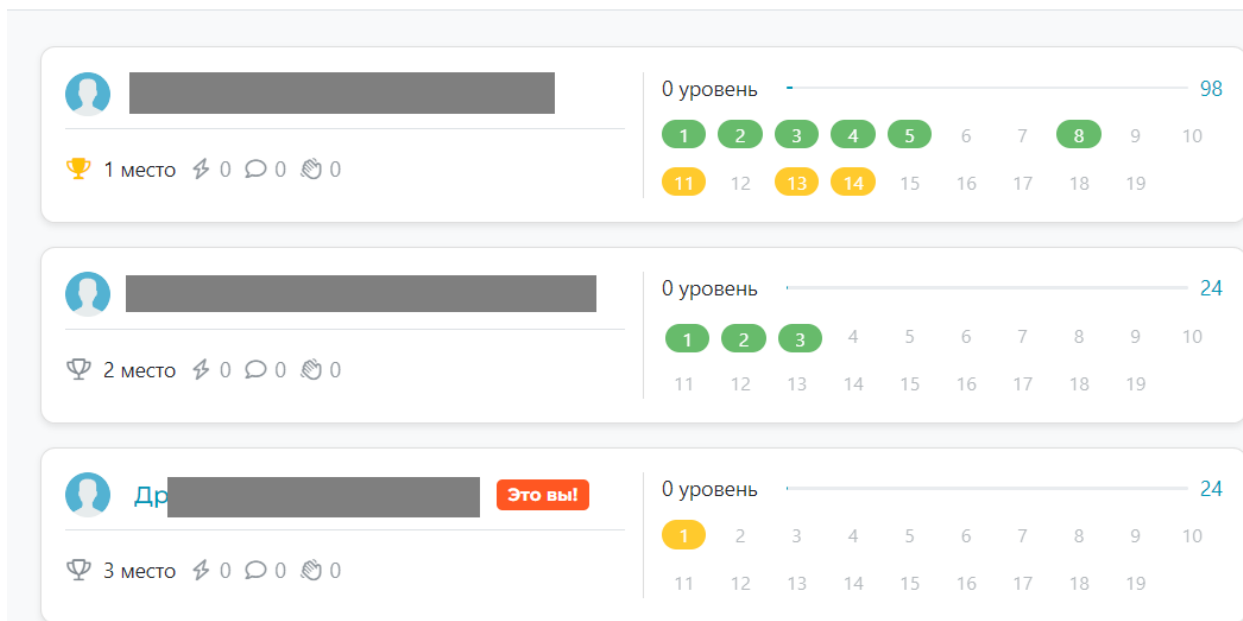 0 уровень 98
1 2 3 4 5 6 7 8 9 10
1 место 0 0 0
11 12 13 14 15 16 17 18 19
0 уровень 24
1 2 3 4 5 6 7 8 9 10
2 место 0 0 0
11 12 13 14 15 16 17 18 19
Др Это вы! 0 уровень 24
1 2 3 4 5 6 7 8 9 10
3 место 0 0 0
11 12 13 14 15 16 17 18 19